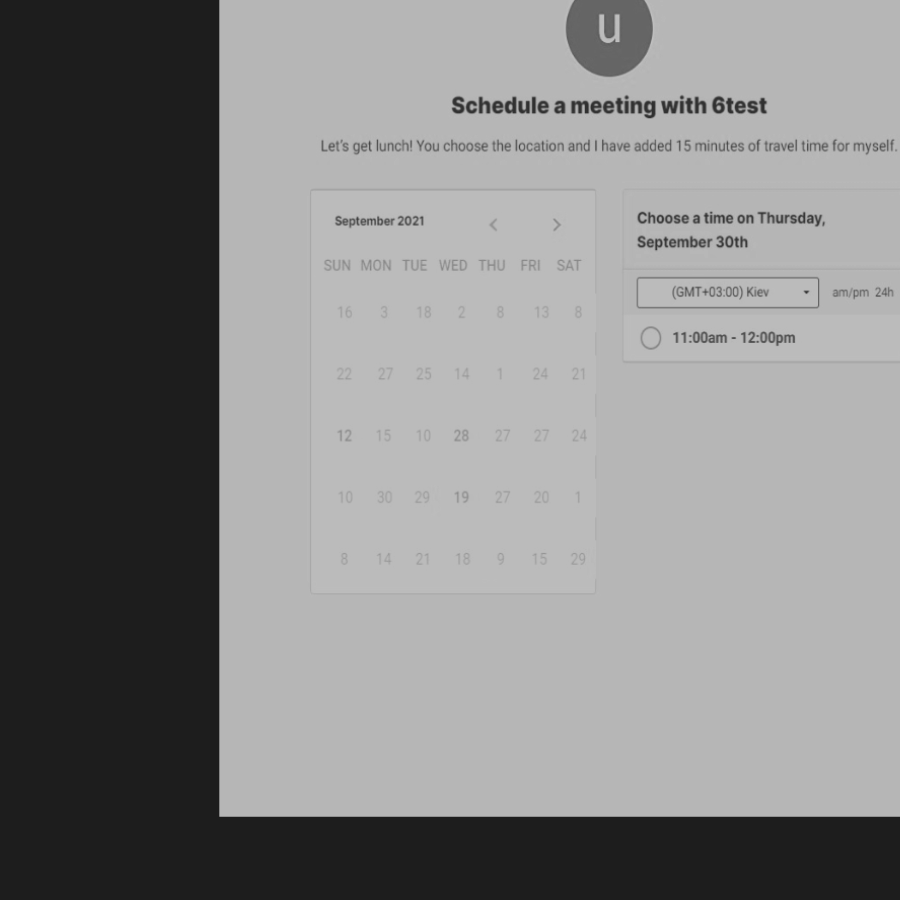 u
Schedule a meeting with 6test
Let's get lunch! You choose the location and I have added 15 minutes of travel time for myself.
September 2021
SUN MON TUE WED THU FRI SAT
16 3 18 2 8 13 8
22 27 25 14 1 24 21
12 15 10 28 27 27 24
10 30 29 19 27 20 1
8 14 21 18 9 15 29
Choose a time on Thursday,
September 30th
(GMT+03:00) Kiev am/pm 24h
11:00am - 12:00pm